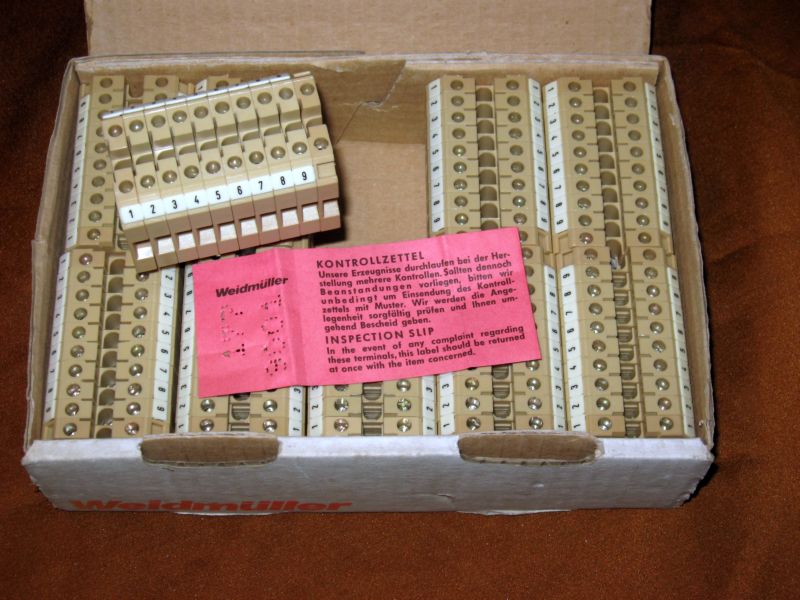 1 2 3 4 5 6 7 8 9
Weidmüller
KONTROLLZETTEL
Unsere Erzeugnisse durchlaufen bei der Her-
stellung mehrere Kontrollen. Sollten dennoch
Beanstandungen vorliegen, bitten wir
unbedingt um Einsendung des Kontroll-
zettels mit Muster. Wir werden die Ange-
legenheit sorgfältig prüfen und Ihnen um-
gehend Bescheid geben.
INSPECTION SLIP
In the event of any complaint regarding
these terminals, this label should be returned
at once with the item concerned.
Weidmüller